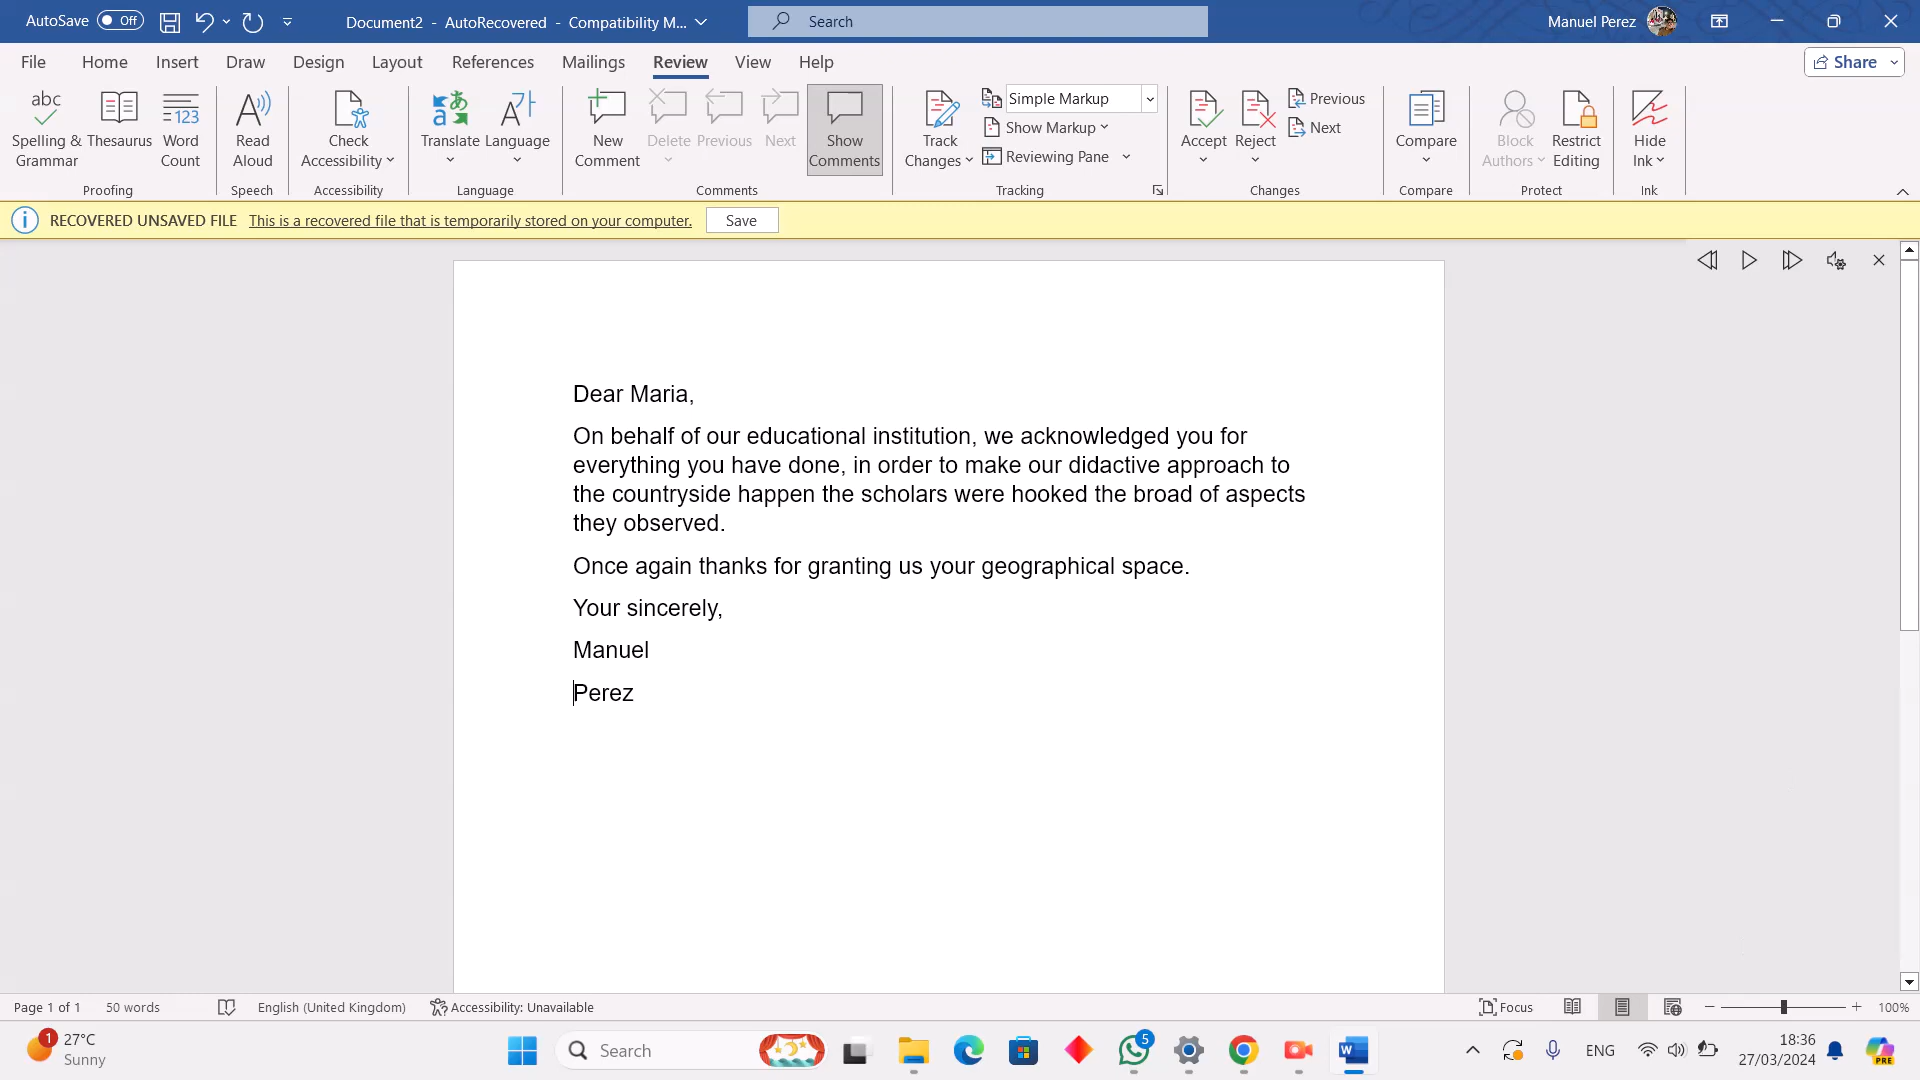 AutoSave Off Document2 - AutoRecovered - Compatibility M... Search Manuel Perez
File Home Insert Draw Design Layout References Mailings Review View Help Share
abc Spelling & Grammar Thesaurus 123 Word Count Read Aloud Check Accessibility Translate Language New Comment Delete Previous Next Show Comments Track Changes Simple Markup Show Markup Reviewing Pane Accept Reject Previous Next Compare Block Authors Restrict Editing Hide Ink
Proofing Speech Accessibility Language Comments Tracking Changes Compare Protect Ink
RECOVERED UNSAVED FILE This is a recovered file that is temporarily stored on your computer. Save
Dear Maria,
On behalf of our educational institution, we acknowledged you for
everything you have done, in order to make our didactive approach to
the countryside happen the scholars were hooked the broad of aspects
they observed.
Once again thanks for granting us your geographical space.
Your sincerely,
Manuel
Perez
Page 1 of 1 50 words English (United Kingdom) Accessibility: Unavailable Focus 100%
1 27°C Search 5 ENG 18:36
Sunny 27/03/2024 PRE